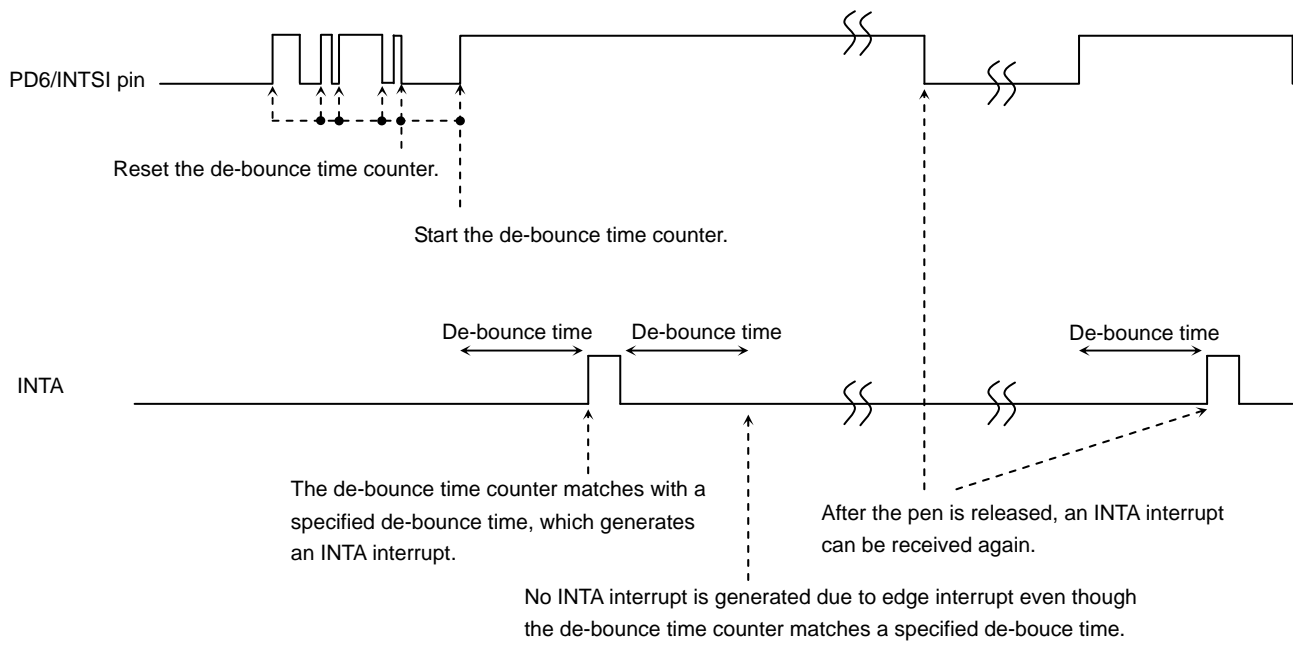 PD6/INTSI pin
Reset the de-bounce time counter.
Start the de-bounce time counter.
De-bounce time
De-bounce time
De-bounce time
INTA
The de-bounce time counter matches with a
specified de-bounce time, which generates
an INTA interrupt.
After the pen is released, an INTA interrupt
can be received again.
No INTA interrupt is generated due to edge interrupt even though
the de-bounce time counter matches a specified de-bouce time.